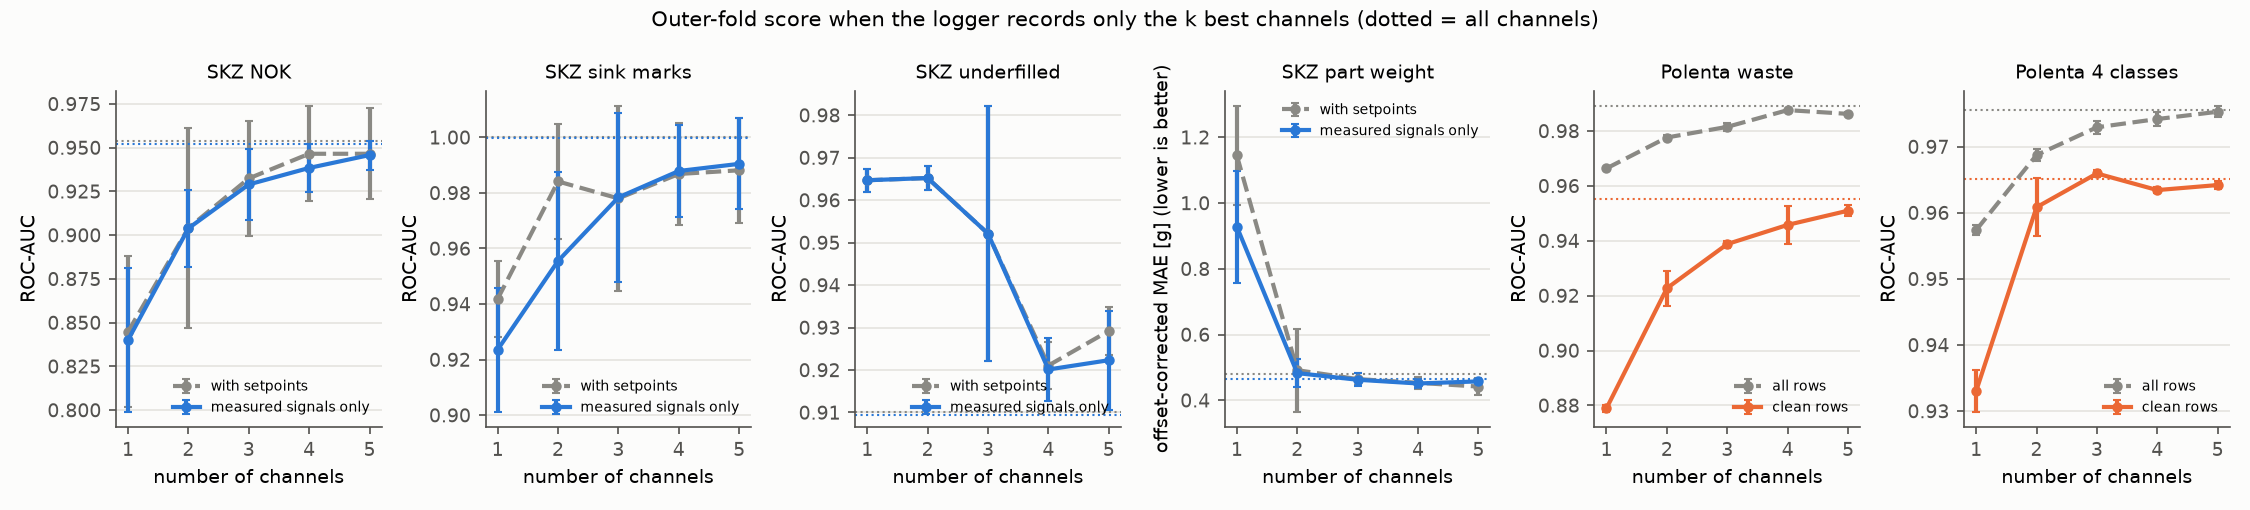 Outer-fold score when the logger records only the k best channels (dotted = all channels)
SKZ NOK
ROC-AUC
0.975
0.950
0.925
0.900
0.875
0.850
0.825
0.800
with setpoints
measured signals only
1 2 3 4 5
number of channels
SKZ sink marks
ROC-AUC
1.00
0.98
0.96
0.94
0.92
0.90
with setpoints
measured signals only
1 2 3 4 5
number of channels
SKZ underfilled
ROC-AUC
0.98
0.97
0.96
0.95
0.94
0.93
0.92
0.91
with setpoints
measured signals only
1 2 3 4 5
number of channels
SKZ part weight
offset-corrected MAE [g] (lower is better)
1.2
1.0
0.8
0.6
0.4
with setpoints
measured signals only
1 2 3 4 5
number of channels
Polenta waste
ROC-AUC
0.98
0.96
0.94
0.92
0.90
0.88
all rows
clean rows
1 2 3 4 5
number of channels
Polenta 4 classes
ROC-AUC
0.97
0.96
0.95
0.94
0.93
all rows
clean rows
1 2 3 4 5
number of channels